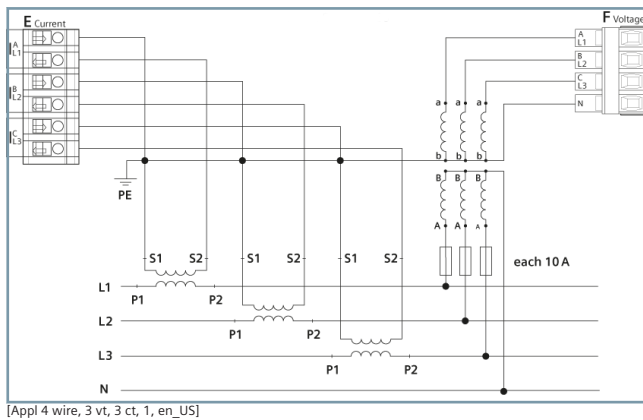 E Current
A
L1
B
L2
C
L3
F Voltage
A
L1
B
L2
C
L3
N
a a a
b b b
B B B
A A A
PE
each 10 A
S1 S2 S1 S2 S1 S2
L1
P1 P2
L2
P1 P2
L3
P1 P2
N
[Appl 4 wire, 3 vt, 3 ct, 1, en_US]